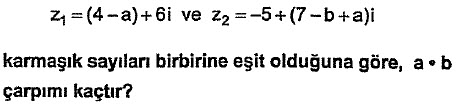 z₁=(4−a)+6i ve z₂=−5+(7−b+a)i
karmaşık sayıları birbirine eşit olduğuna göre, a•b
çarpımı kaçtır?